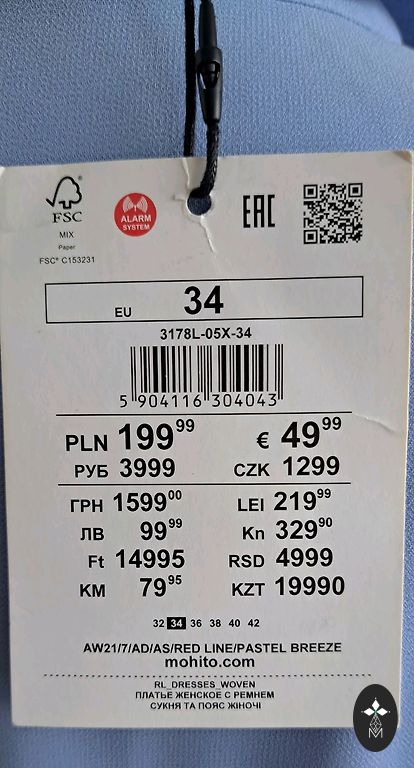 FSC
MIX
Paper
FSC® C153231
ALARM
SYSTEM
EAC
EU 34
3178L-05X-34
5 904116 304043
PLN 199 99 € 49 99
РУБ 3999 CZK 1299
ГРН 1599 00 LEI 219 99
ЛВ 99 99 Kn 329 90
Ft 14995 RSD 4999
KM 79 95 KZT 19990
32 34 36 38 40 42
AW21/7/AD/AS/RED LINE/PASTEL BREEZE
mohito.com
RL_DRESSES_WOVEN
ПЛАТЬЕ ЖЕНСКОЕ С РЕМНЕМ
СУКНЯ ТА ПОЯС ЖІНОЧІ
M